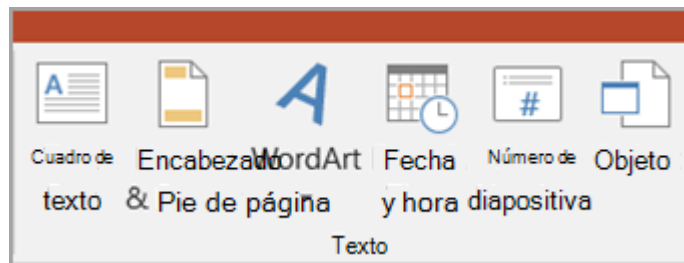 Cuadro de
texto
Encabezado
& Pie de página
WordArt
Fecha
y hora
Número de
diapositiva
Objeto
Texto